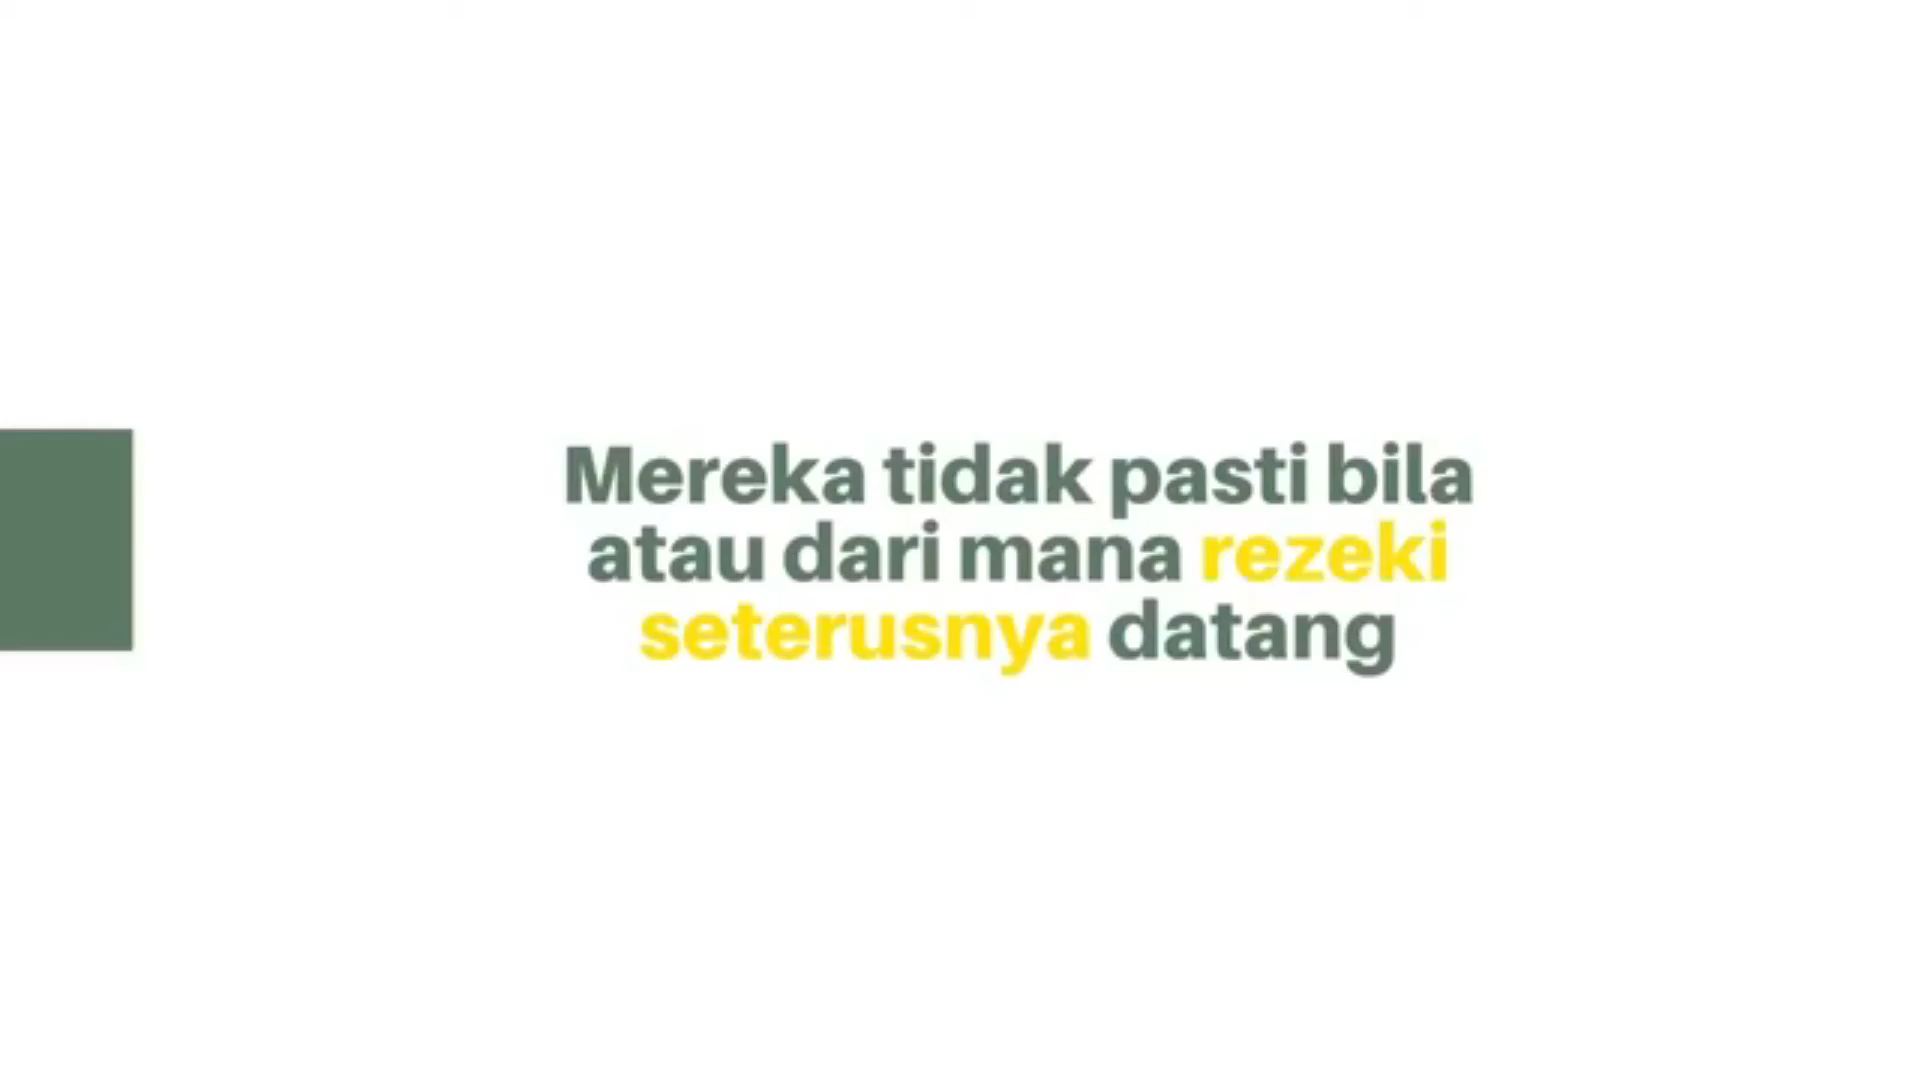 Mereka tidak pasti bila
atau dari mana rezeki
seterusnya datang